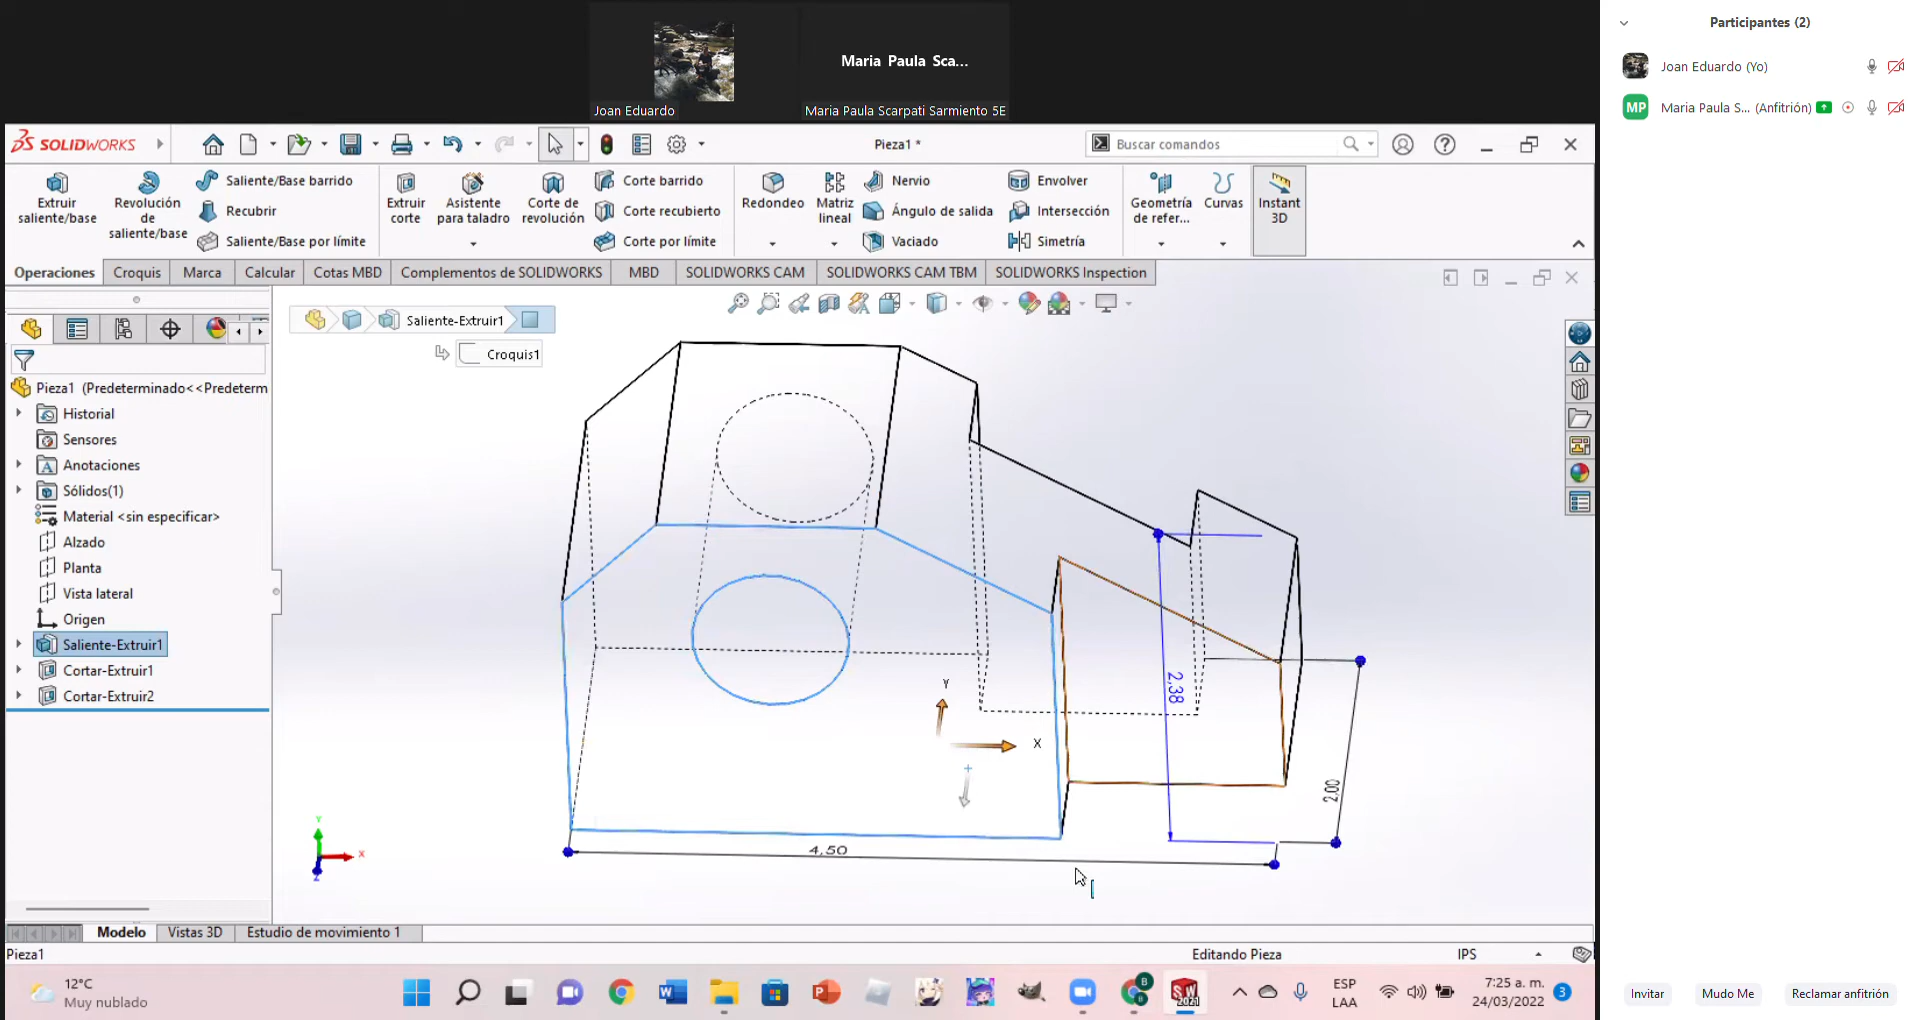 Participantes (2)
Maria Paula Sca...
Joan Eduardo
Maria Paula Scarpati Sarmiento 5E
Joan Eduardo (Yo)
MP
Maria Paula S... (Anfitrión)
SOLIDWORKS
Pieza1 *
Buscar comandos
Extruir saliente/base
Revolución de saliente/base
Saliente/Base barrido
Recubrir
Saliente/Base por límite
Extruir corte
Asistente para taladro
Corte de revolución
Corte barrido
Corte recubierto
Corte por límite
Redondeo
Matriz lineal
Nervio
Ángulo de salida
Vaciado
Envolver
Intersección
Simetría
Geometría de refer...
Curvas
Instant 3D
Operaciones
Croquis
Marca
Calcular
Cotas MBD
Complementos de SOLIDWORKS
MBD
SOLIDWORKS CAM
SOLIDWORKS CAM TBM
SOLIDWORKS Inspection
Saliente-Extruir1
Croquis1
Pieza1 (Predeterminado<<Predeterm
Historial
Sensores
Anotaciones
Sólidos(1)
Material <sin especificar>
Alzado
Planta
Vista lateral
Origen
Saliente-Extruir1
Cortar-Extruir1
Cortar-Extruir2
Y
X
2,38
2.00
4,50
Y
X
Z
Modelo
Vistas 3D
Estudio de movimiento 1
Pieza1
Editando Pieza
IPS
12°C
Muy nublado
ESP
LAA
7:25 a. m.
24/03/2022
3
Invitar
Mudo Me
Reclamar anfitrión